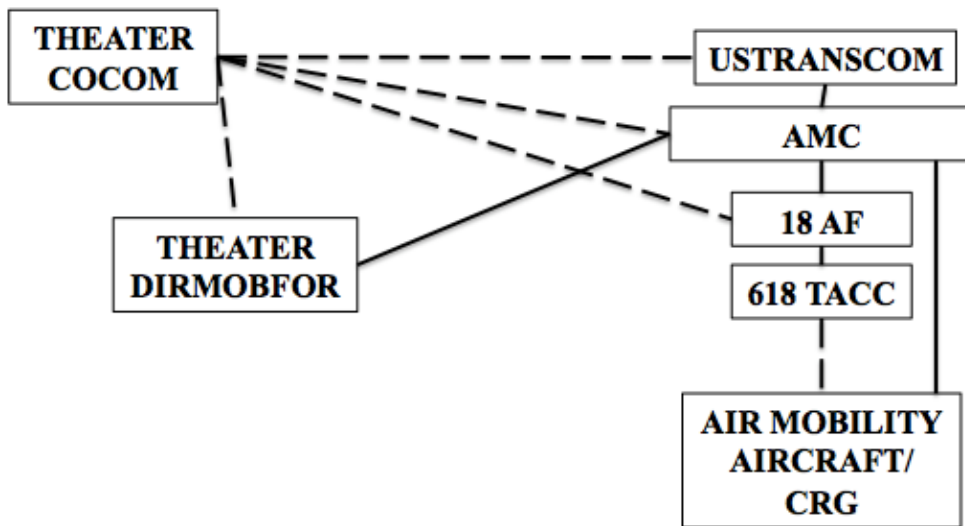 THEATER
COCOM
USTRANSCOM
AMC
18 AF
THEATER
DIRMOBFOR
618 TACC
AIR MOBILITY
AIRCRAFT/
CRG